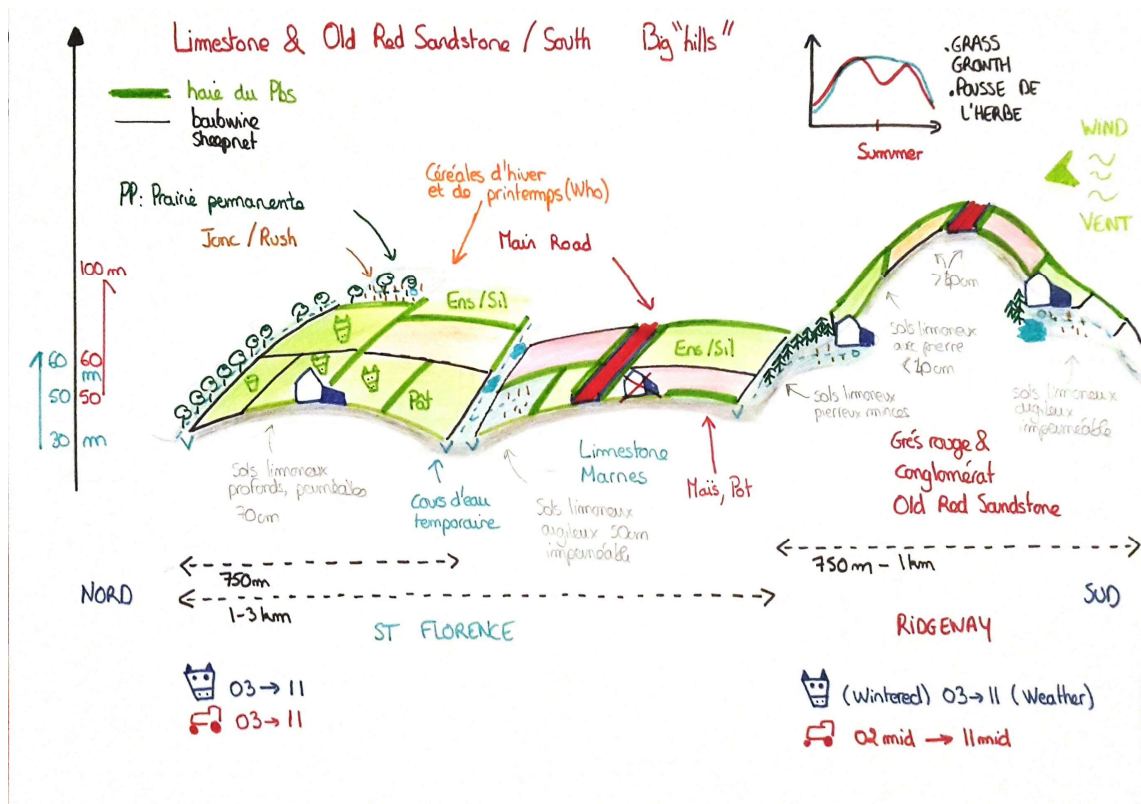 Limestone & Old Red Sandstone / South Big "hills"
haie du Pbs
barbwire
Sheepnet
.GRASS
GROWTH
.POUSSE DE
L'HERBE
Summer
WIND
VENT
Céréales d'hiver
et de printemps (Who)
PP: Prairie permanente
Jonc / Rush
Main Road
100 m
60
60
m
50
50
30 m
Ens/Sil
Ens/Sil
Pot
sols limoneux
avec pierre
<10cm
sols limoneux
pierreux minces
sols limoneux
argileux
imperméable
Sols limoneux
profonds, perméables
70cm
Cours d'eau
temporaire
Sols limoneux
argileux 50cm
imperméable
Limestone
Marnes
Maïs, Pot
Grés rouge &
Conglomérat
Old Red Sandstone
750m
750m - 1km
NORD
SUD
1-3 km
ST FLORENCE
RIDGEWAY
03→11
03→11
(Wintered) 03→11 (Weather)
02 mid → 11 mid